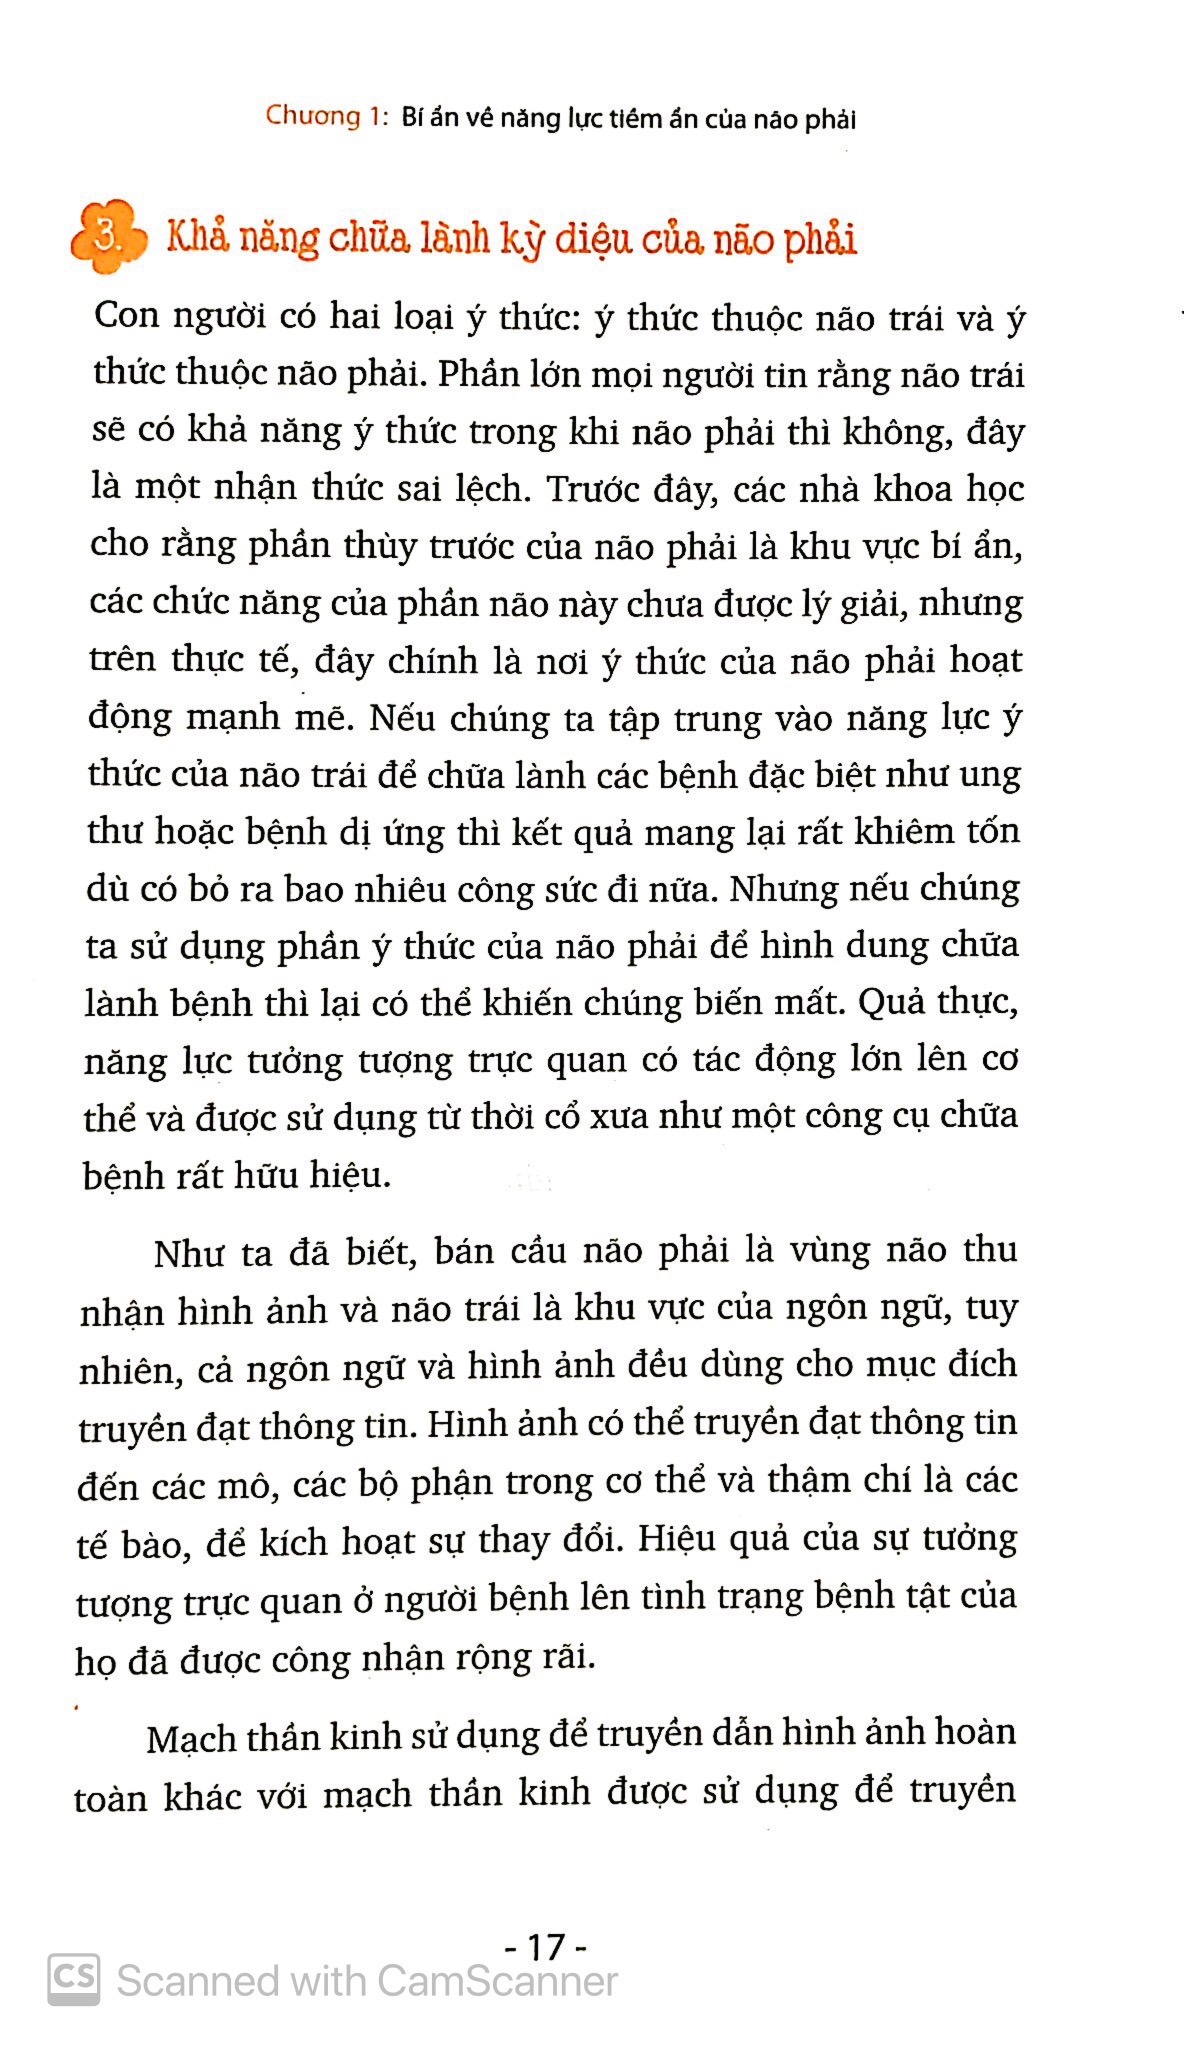 Chương 1: Bí ẩn về năng lực tiềm ẩn của não phải
3. Khả năng chữa lành kỳ diệu của não phải
Con người có hai loại ý thức: ý thức thuộc não trái và ý
thức thuộc não phải. Phần lớn mọi người tin rằng não trái
sẽ có khả năng ý thức trong khi não phải thì không, đây
là một nhận thức sai lệch. Trước đây, các nhà khoa học
cho rằng phần thùy trước của não phải là khu vực bí ẩn,
các chức năng của phần não này chưa được lý giải, nhưng
trên thực tế, đây chính là nơi ý thức của não phải hoạt
động mạnh mẽ. Nếu chúng ta tập trung vào năng lực ý
thức của não trái để chữa lành các bệnh đặc biệt như ung
thư hoặc bệnh dị ứng thì kết quả mang lại rất khiêm tốn
dù có bỏ ra bao nhiêu công sức đi nữa. Nhưng nếu chúng
ta sử dụng phần ý thức của não phải để hình dung chữa
lành bệnh thì lại có thể khiến chúng biến mất. Quả thực,
năng lực tưởng tượng trực quan có tác động lớn lên cơ
thể và được sử dụng từ thời cổ xưa như một công cụ chữa
bệnh rất hữu hiệu.
Như ta đã biết, bán cầu não phải là vùng não thu
nhận hình ảnh và não trái là khu vực của ngôn ngữ, tuy
nhiên, cả ngôn ngữ và hình ảnh đều dùng cho mục đích
truyền đạt thông tin. Hình ảnh có thể truyền đạt thông tin
đến các mô, các bộ phận trong cơ thể và thậm chí là các
tế bào, để kích hoạt sự thay đổi. Hiệu quả của sự tưởng
tượng trực quan ở người bệnh lên tình trạng bệnh tật của
họ đã được công nhận rộng rãi.
Mạch thần kinh sử dụng để truyền dẫn hình ảnh hoàn
toàn khác với mạch thần kinh được sử dụng để truyền
- 17 -
CS Scanned with CamScanner